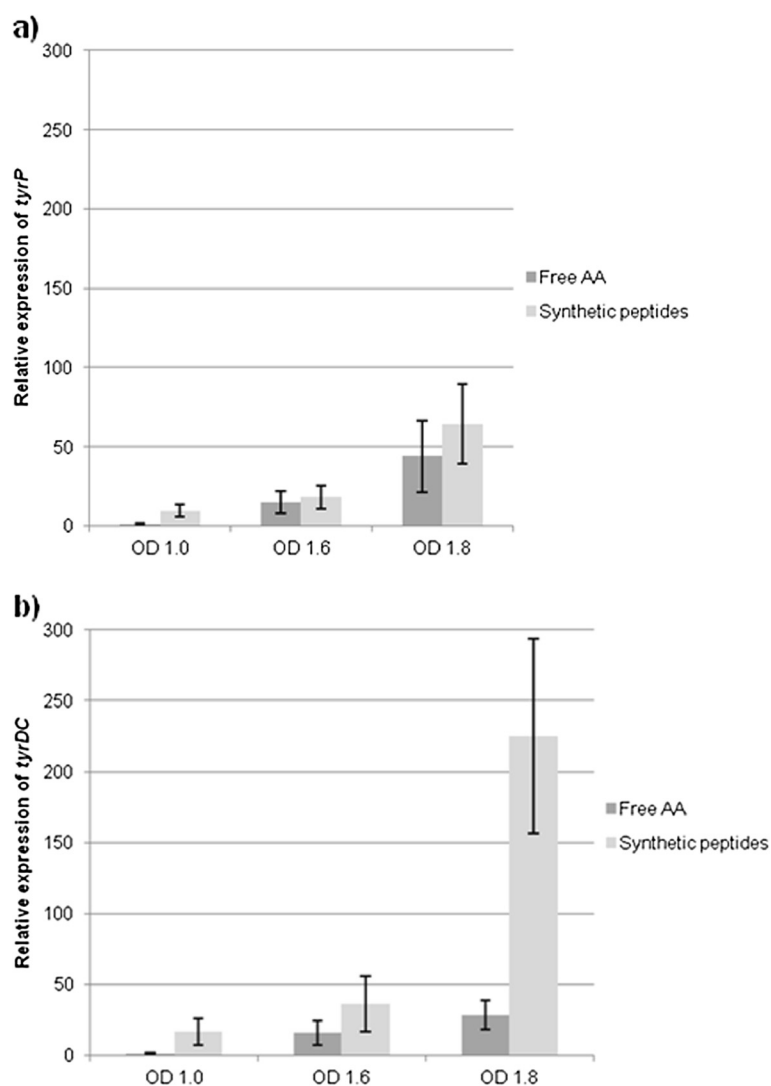 a)
300
250
200
150
100
50
0
Relative expression of tyrP
OD 1.0 OD 1.6 OD 1.8
Free AA
Synthetic peptides
b)
300
250
200
150
100
50
0
Relative expression of tyrDC
OD 1.0 OD 1.6 OD 1.8
Free AA
Synthetic peptides